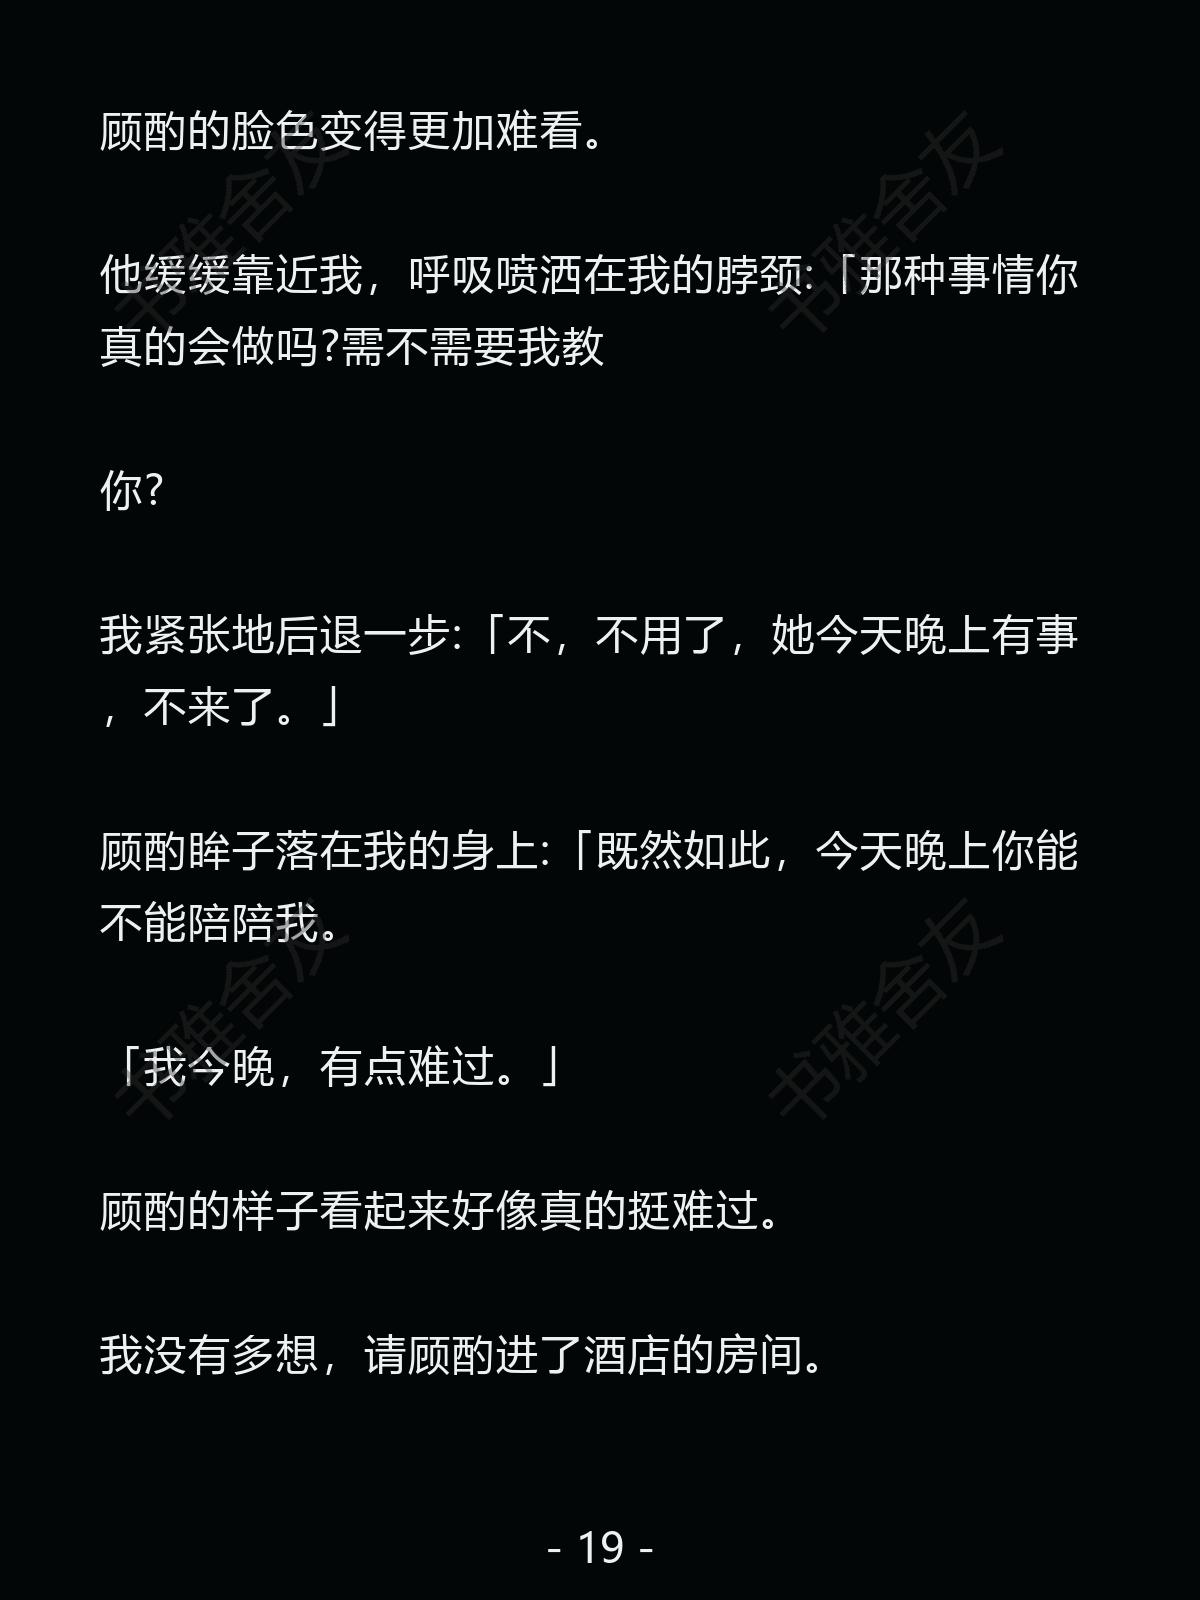 顾酌的脸色变得更加难看。
他缓缓靠近我，呼吸喷洒在我的脖颈:「那种事情你
真的会做吗?需不需要我教
你?
我紧张地后退一步:「不，不用了，她今天晚上有事
，不来了。」
顾酌眸子落在我的身上:「既然如此，今天晚上你能
不能陪陪我。
「我今晚，有点难过。」
顾酌的样子看起来好像真的挺难过。
我没有多想，请顾酌进了酒店的房间。
- 19 -
书雅舍友
书雅舍友
书雅舍友
书雅舍友